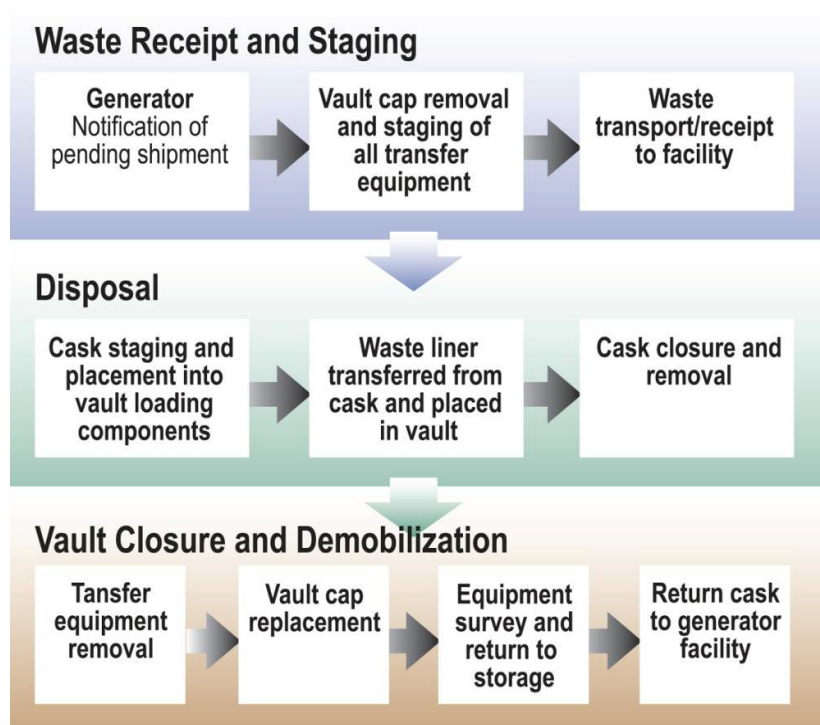 Waste Receipt and Staging
Generator
Notification of
pending shipment
Vault cap removal
and staging of
all transfer
equipment
Waste
transport/receipt
to facility
Disposal
Cask staging and
placement into
vault loading
components
Waste liner
transferred from
cask and placed
in vault
Cask closure and
removal
Vault Closure and Demobilization
Tansfer
equipment
removal
Vault cap
replacement
Equipment
survey and
return to
storage
Return cask
to generator
facility